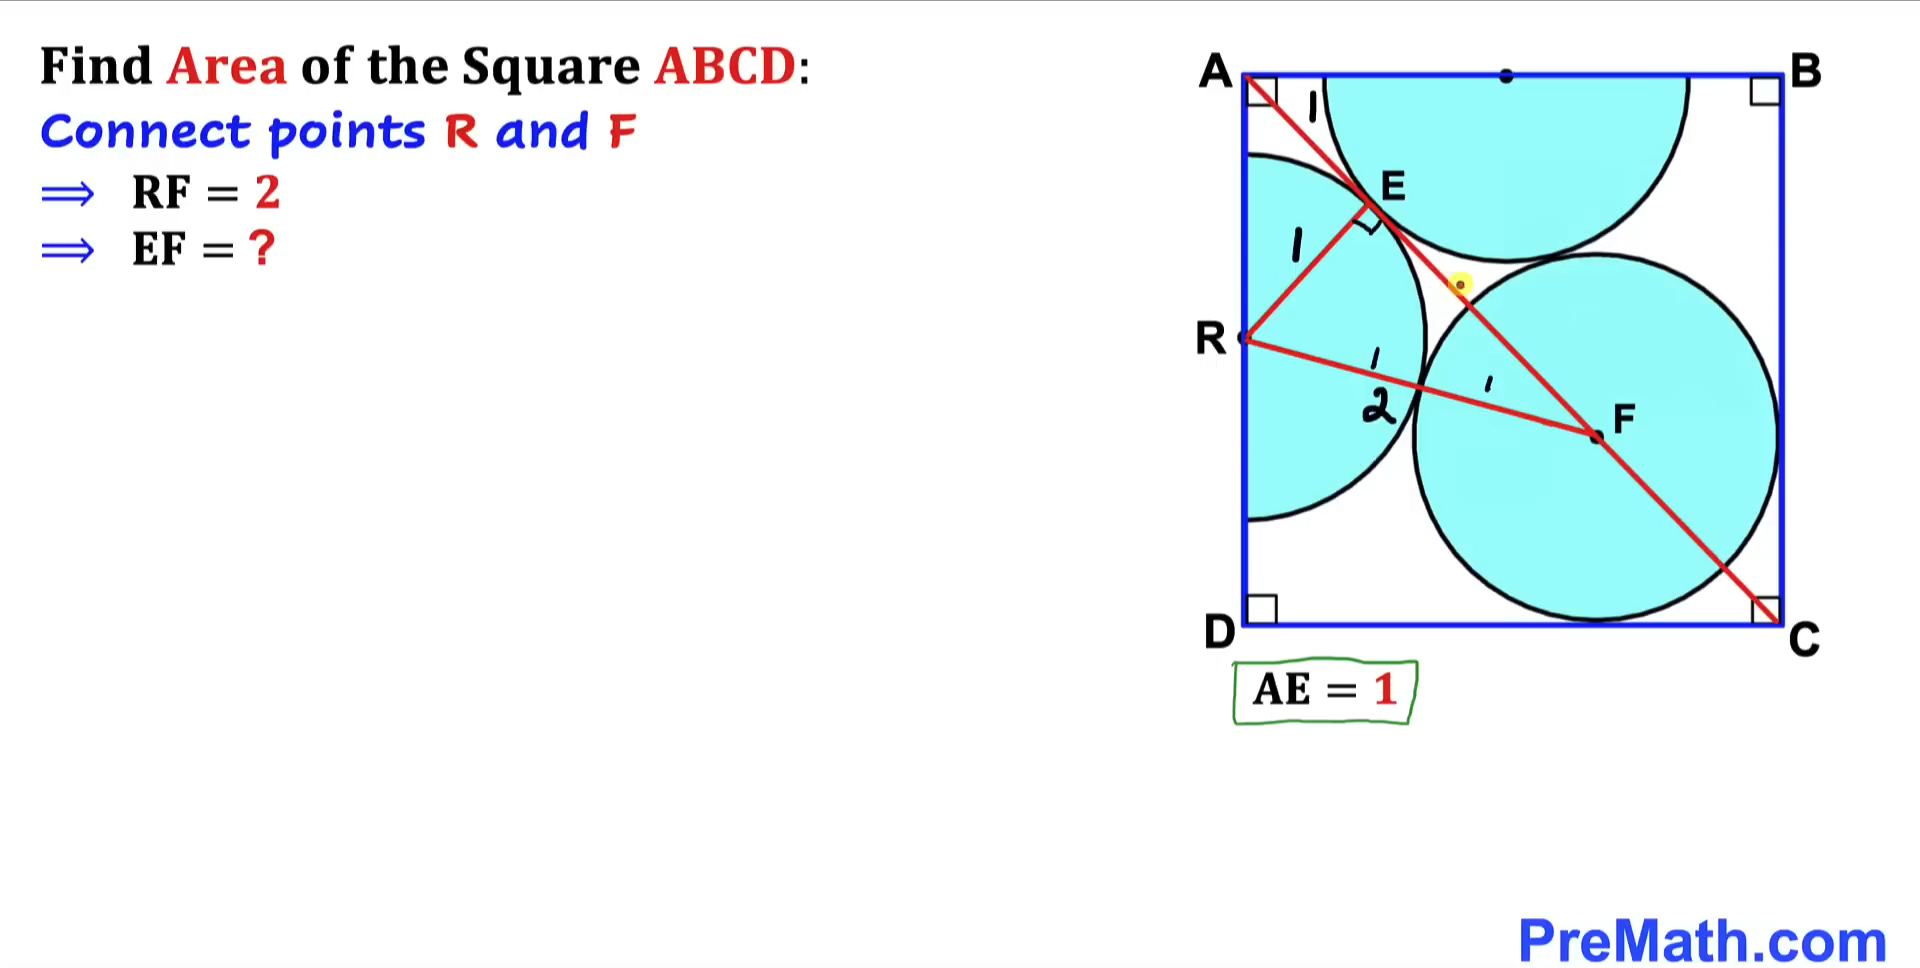 Find Area of the Square ABCD:
Connect points R and F
⟹ RF = 2
⟹ EF = ?
A
B
1
E
1
R
1
1
2
F
D
C
AE = 1
PreMath.com